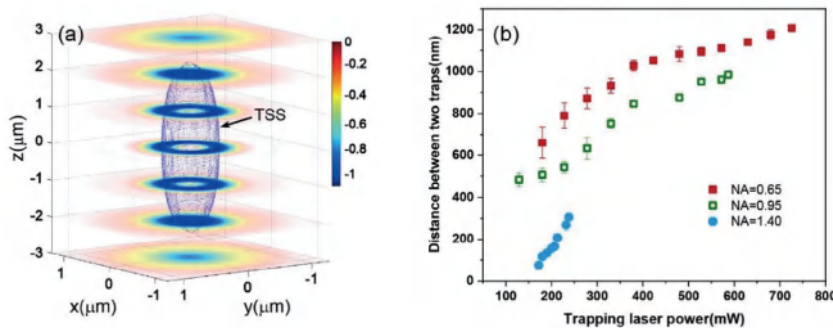 (a)
TSS
0
-0.2
-0.4
-0.6
-0.8
-1
3
2
1
0
-1
-2
-3
z(μm)
1
0
-1
x(μm)
1
0
-1
y(μm)
(b)
1200
1000
800
600
400
200
0
Distance between two traps(nm)
NA=0.65
NA=0.95
NA=1.40
100 200 300 400 500 600 700 800
Trapping laser power(mW)